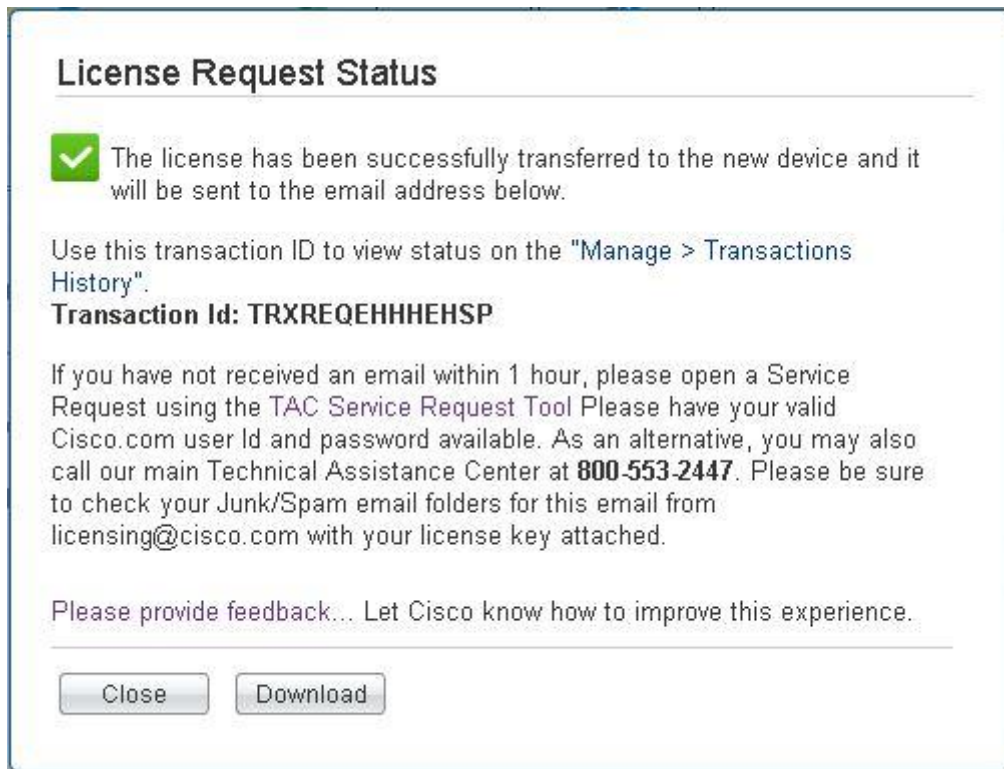 License Request Status
The license has been successfully transferred to the new device and it
will be sent to the email address below.
Use this transaction ID to view status on the "Manage > Transactions
History".
Transaction Id: TRXREQEHHHEHSP
If you have not received an email within 1 hour, please open a Service
Request using the TAC Service Request Tool Please have your valid
Cisco.com user Id and password available. As an alternative, you may also
call our main Technical Assistance Center at 800-553-2447. Please be sure
to check your Junk/Spam email folders for this email from
licensing@cisco.com with your license key attached.
Please provide feedback... Let Cisco know how to improve this experience.
Close
Download